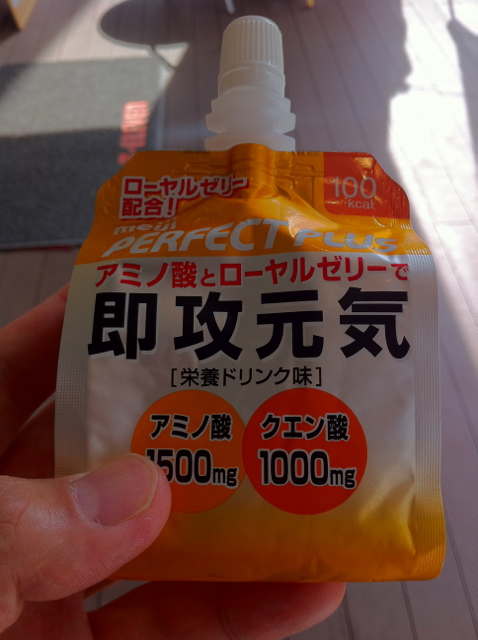 ローヤルゼリー
配合!
100
kcal
meiji
PERFECT PLUS
アミノ酸とローヤルゼリーで
即攻元気
[栄養ドリンク味]
アミノ酸
1500mg
クエン酸
1000mg